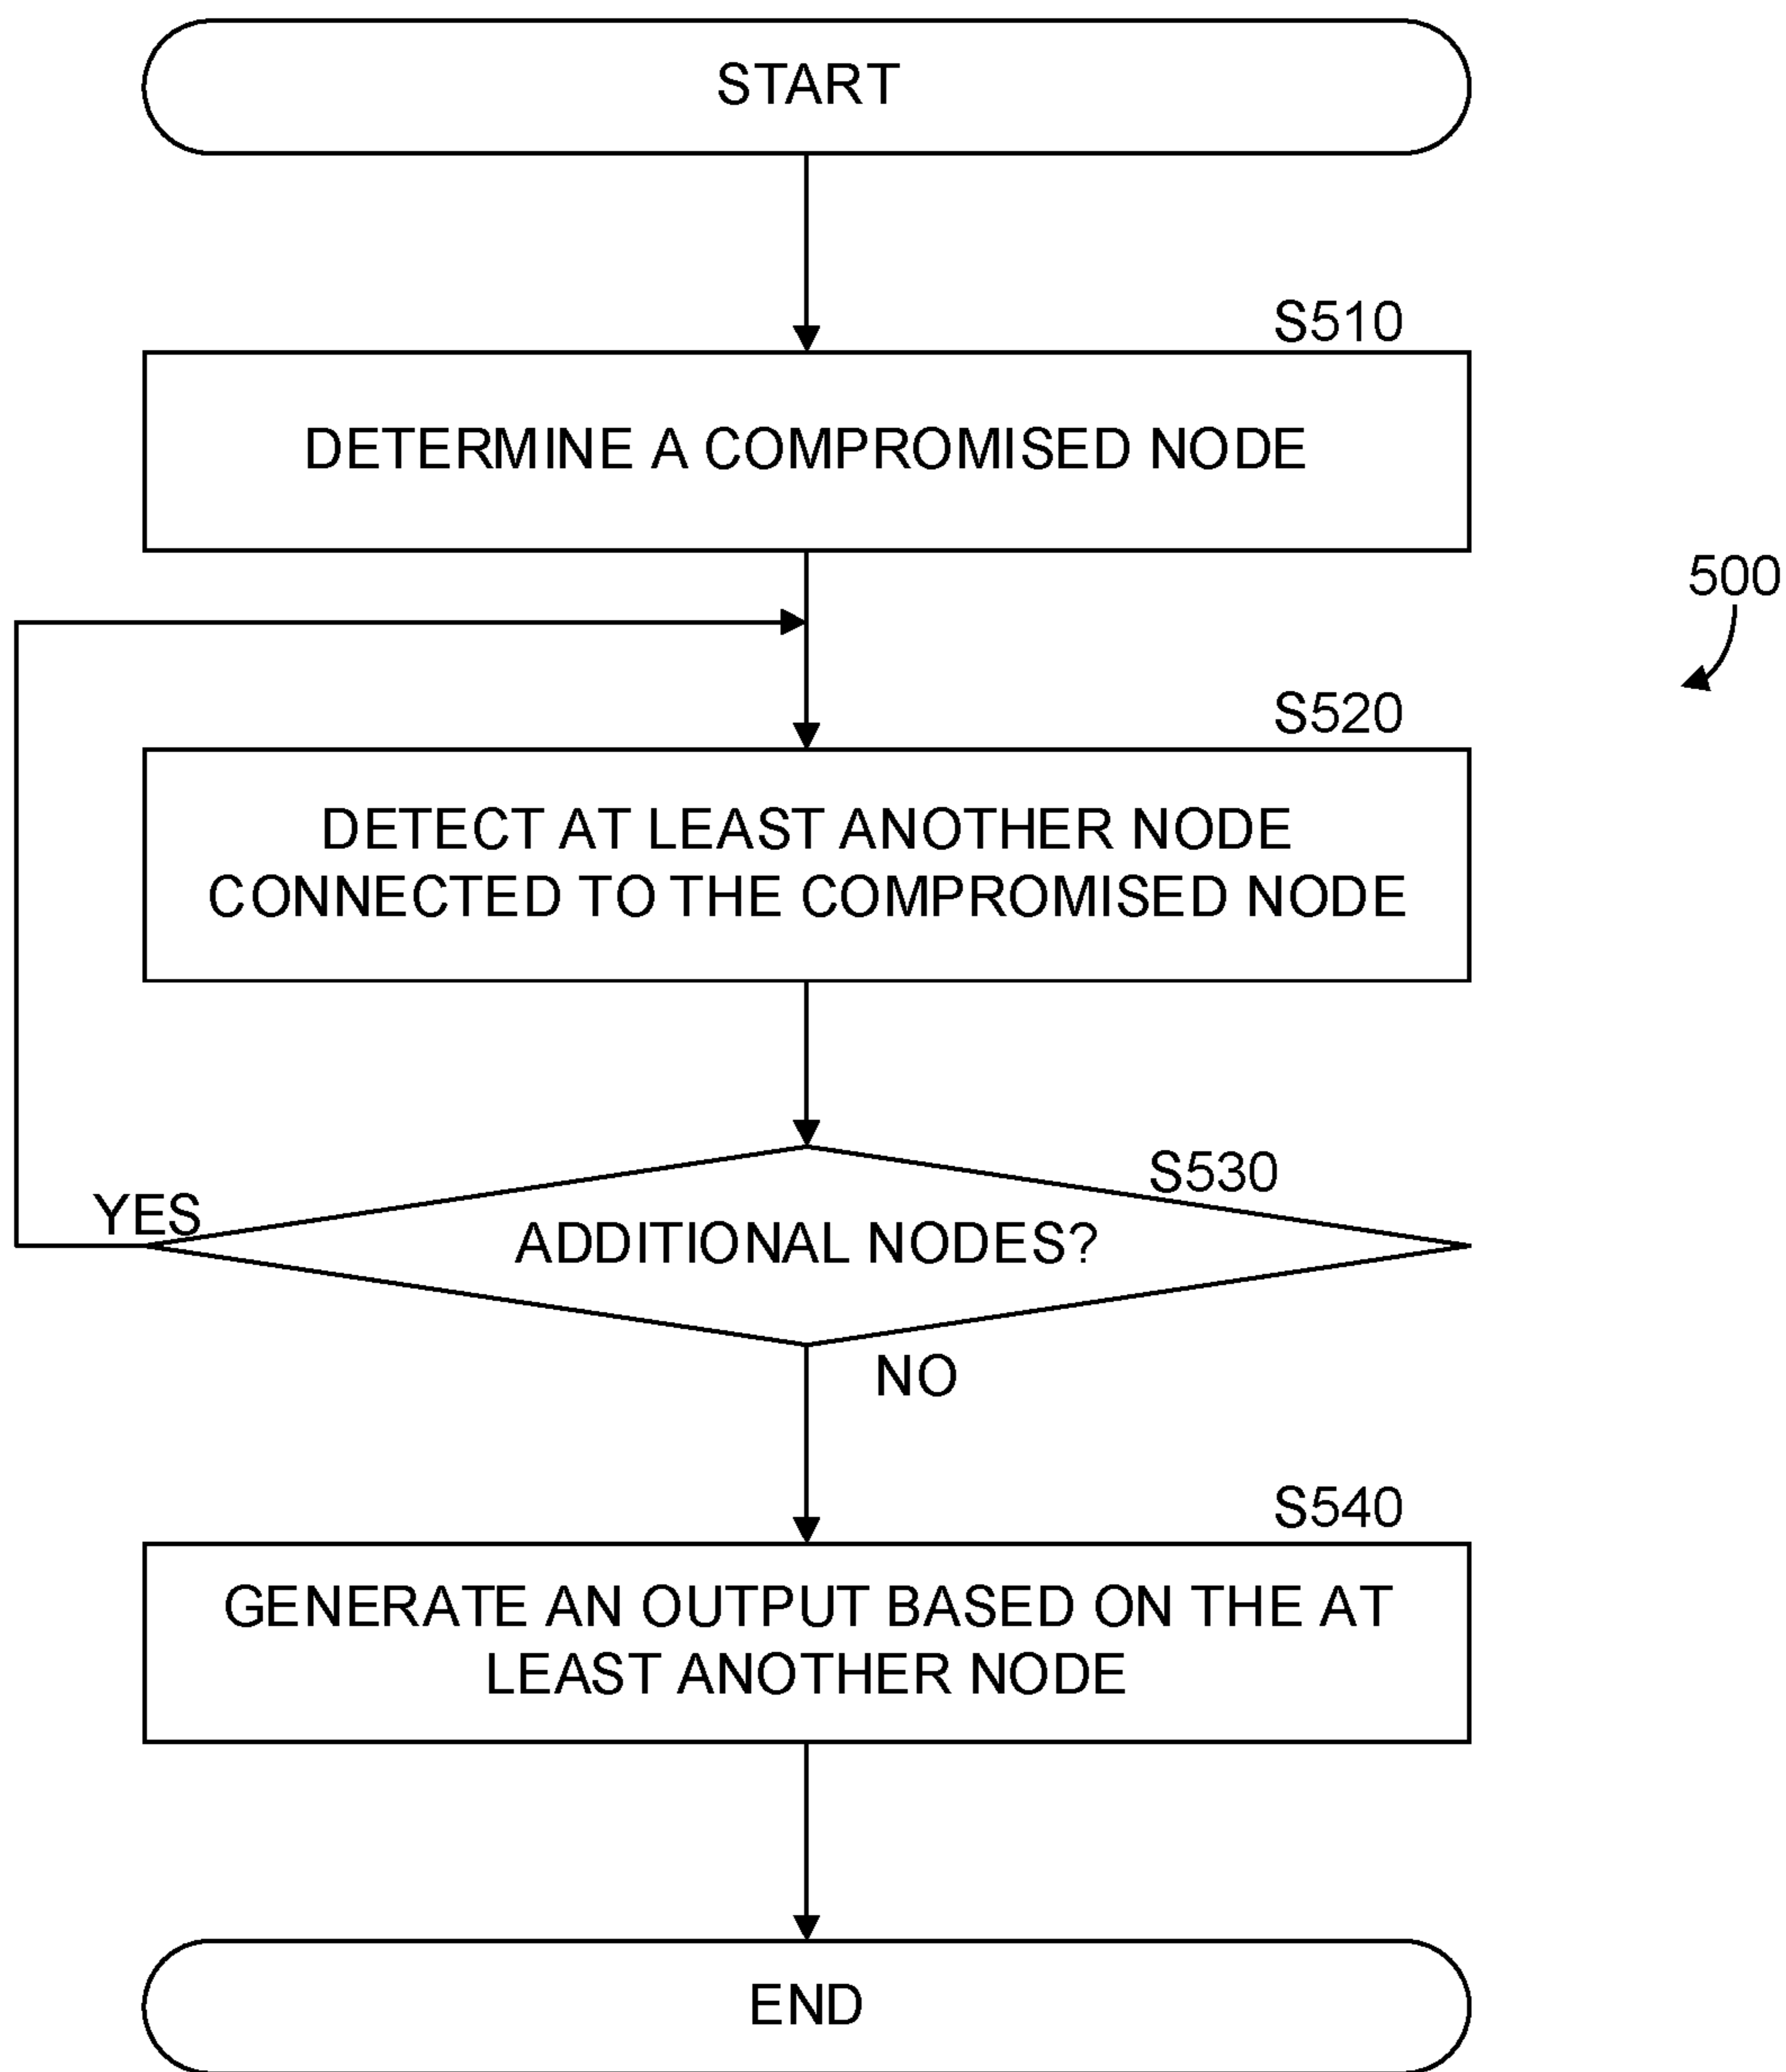 START
S510
DETERMINE A COMPROMISED NODE
500
S520
DETECT AT LEAST ANOTHER NODE
CONNECTED TO THE COMPROMISED NODE
S530
YES
ADDITIONAL NODES?
NO
S540
GENERATE AN OUTPUT BASED ON THE AT
LEAST ANOTHER NODE
END